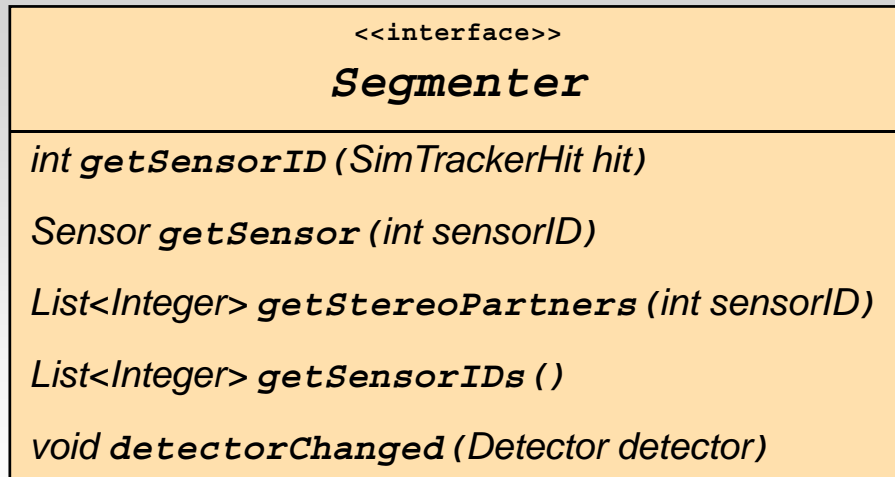 <<interface>>
Segmenter
int getSensorID(SimTrackerHit hit)
Sensor getSensor(int sensorID)
List<Integer> getStereoPartners(int sensorID)
List<Integer> getSensorIDs()
void detectorChanged(Detector detector)